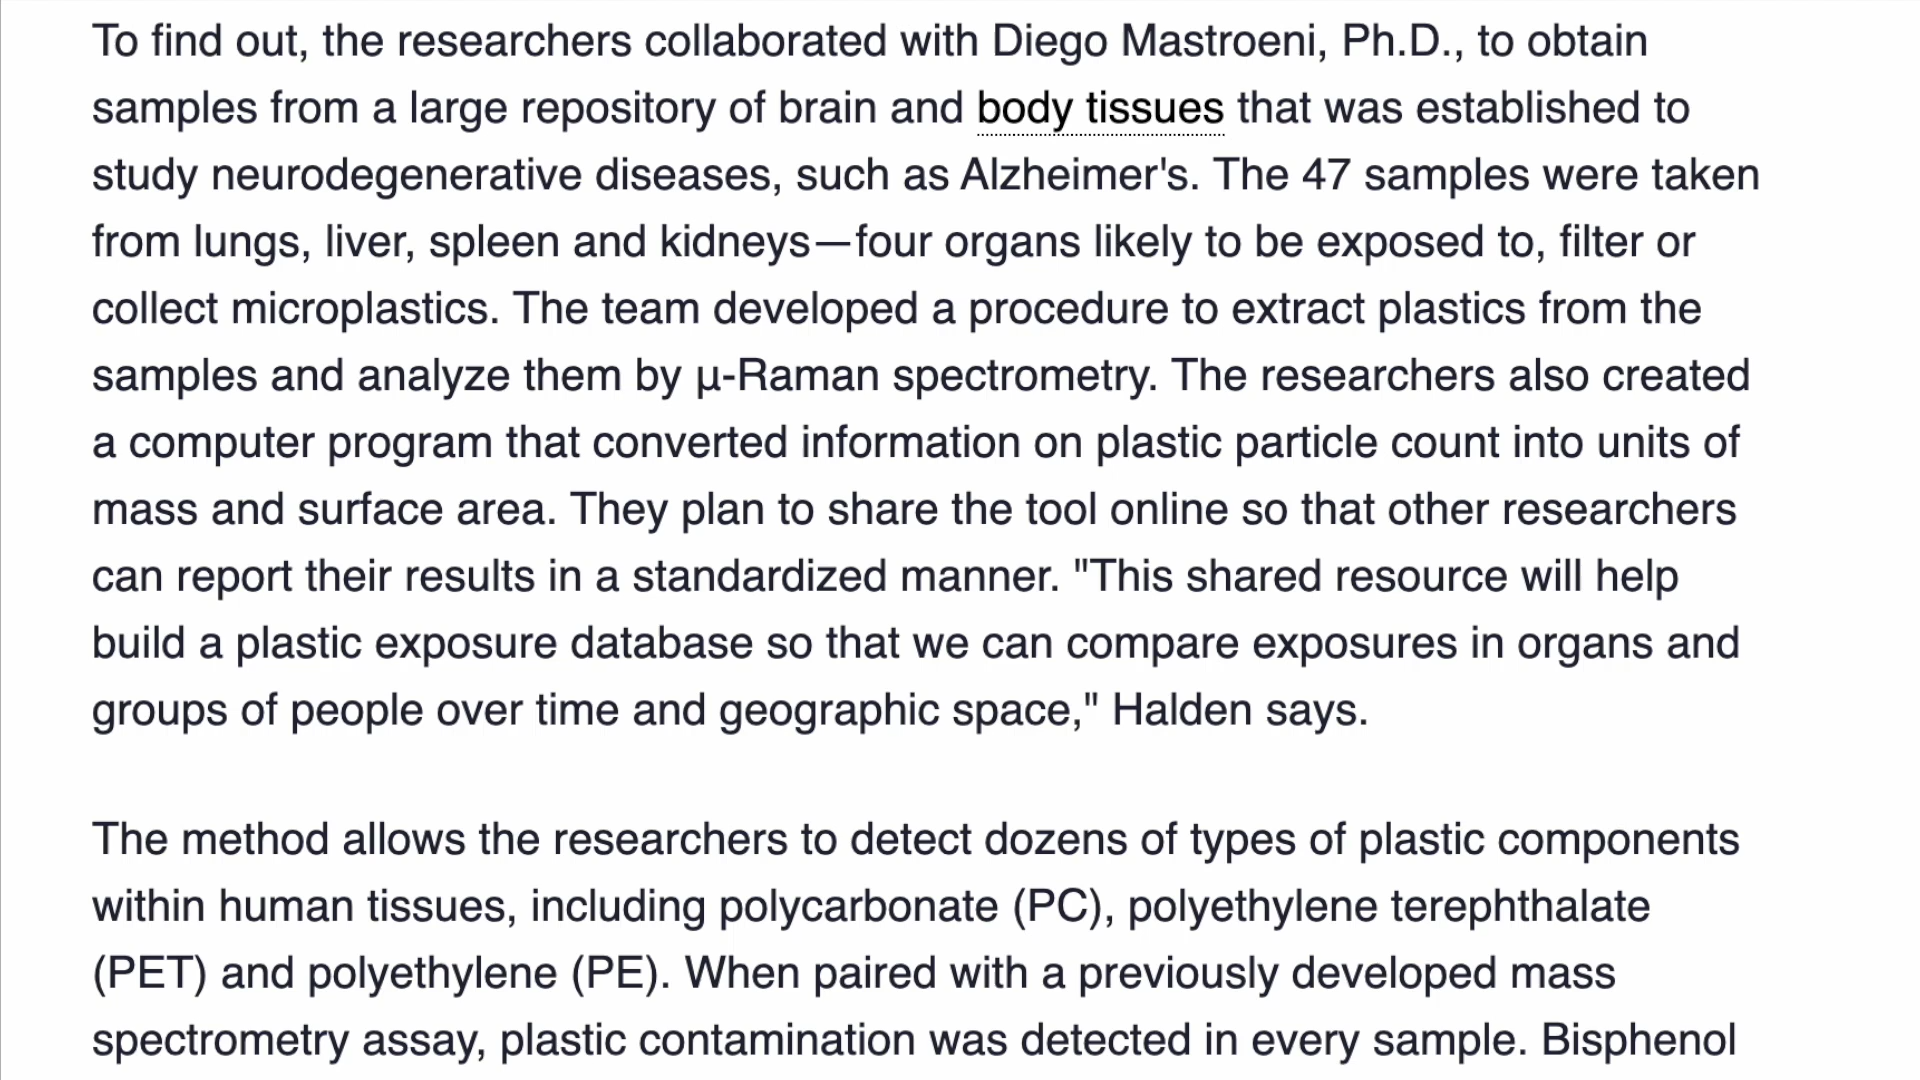 To find out, the researchers collaborated with Diego Mastroeni, Ph.D., to obtain
samples from a large repository of brain and body tissues that was established to
study neurodegenerative diseases, such as Alzheimer's. The 47 samples were taken
from lungs, liver, spleen and kidneys—four organs likely to be exposed to, filter or
collect microplastics. The team developed a procedure to extract plastics from the
samples and analyze them by μ-Raman spectrometry. The researchers also created
a computer program that converted information on plastic particle count into units of
mass and surface area. They plan to share the tool online so that other researchers
can report their results in a standardized manner. "This shared resource will help
build a plastic exposure database so that we can compare exposures in organs and
groups of people over time and geographic space," Halden says.
The method allows the researchers to detect dozens of types of plastic components
within human tissues, including polycarbonate (PC), polyethylene terephthalate
(PET) and polyethylene (PE). When paired with a previously developed mass
spectrometry assay, plastic contamination was detected in every sample. Bisphenol